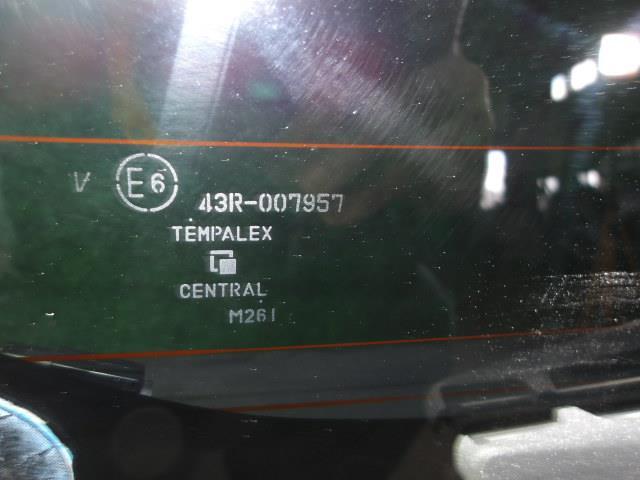 V E6 43R-007957
TEMPALEX
CENTRAL
M261